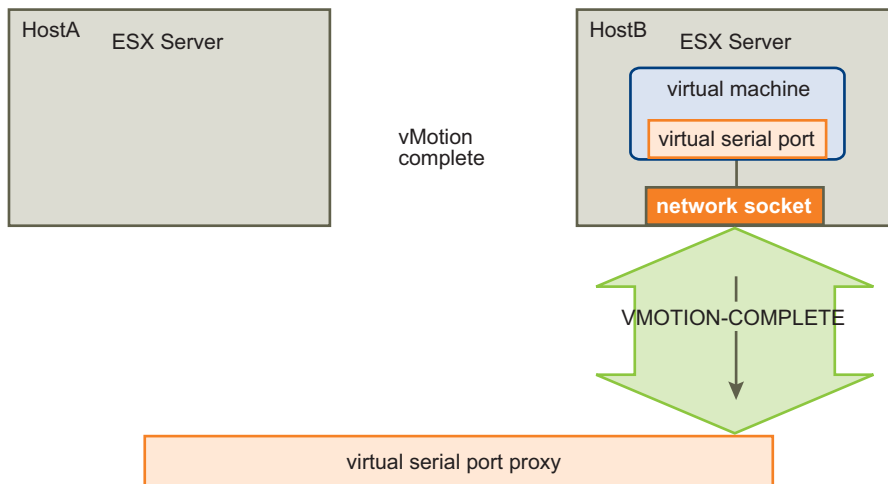 HostA
ESX Server
HostB
ESX Server
virtual machine
virtual serial port
network socket
vMotion
complete
VMOTION-COMPLETE
virtual serial port proxy